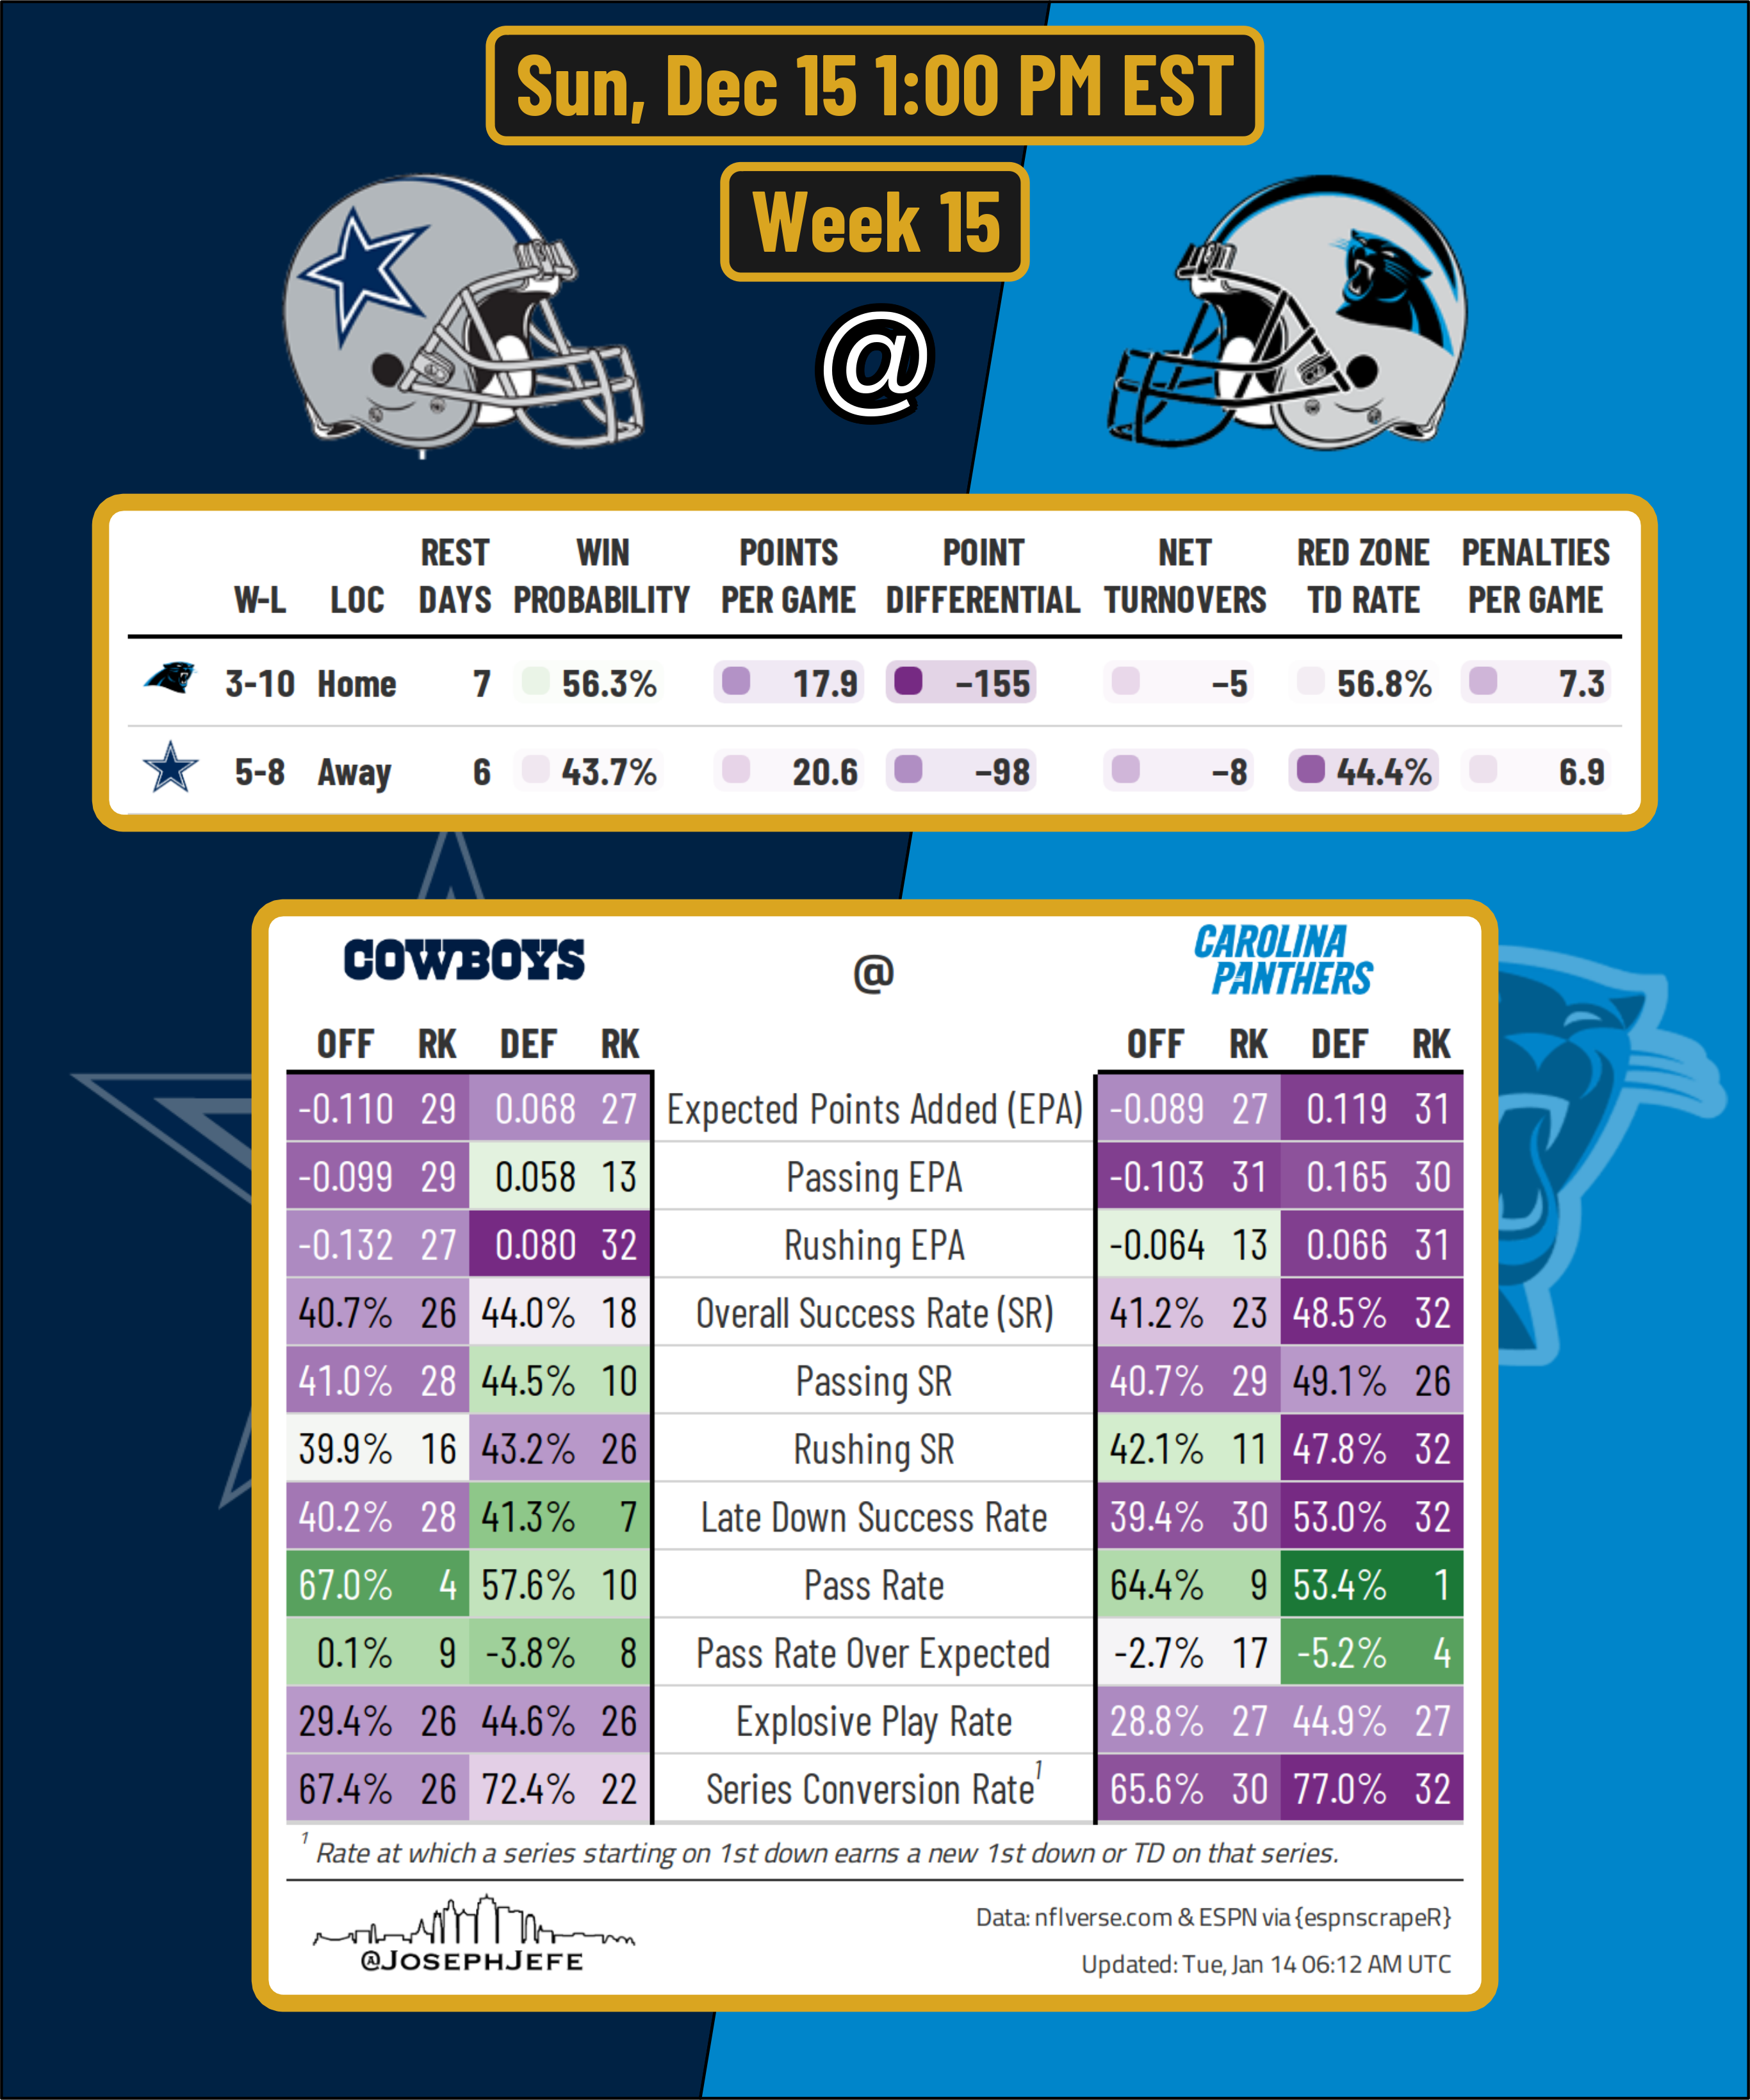 Sun, Dec 15 1:00 PM EST
Week 15
@
W-L LOC REST DAYS WIN PROBABILITY POINTS PER GAME POINT DIFFERENTIAL NET TURNOVERS RED ZONE TD RATE PENALTIES PER GAME
3-10 Home 7 56.3% 17.9 −155 −5 56.8% 7.3
5-8 Away 6 43.7% 20.6 −98 −8 44.4% 6.9
COWBOYS @ CAROLINA PANTHERS
OFF RK DEF RK OFF RK DEF RK
-0.110 29 0.068 27 Expected Points Added (EPA) -0.089 27 0.119 31
-0.099 29 0.058 13 Passing EPA -0.103 31 0.165 30
-0.132 27 0.080 32 Rushing EPA -0.064 13 0.066 31
40.7% 26 44.0% 18 Overall Success Rate (SR) 41.2% 23 48.5% 32
41.0% 28 44.5% 10 Passing SR 40.7% 29 49.1% 26
39.9% 16 43.2% 26 Rushing SR 42.1% 11 47.8% 32
40.2% 28 41.3% 7 Late Down Success Rate 39.4% 30 53.0% 32
67.0% 4 57.6% 10 Pass Rate 64.4% 9 53.4% 1
0.1% 9 -3.8% 8 Pass Rate Over Expected -2.7% 17 -5.2% 4
29.4% 26 44.6% 26 Explosive Play Rate 28.8% 27 44.9% 27
67.4% 26 72.4% 22 Series Conversion Rate¹ 65.6% 30 77.0% 32
¹ Rate at which a series starting on 1st down earns a new 1st down or TD on that series.
@JOSEPHJEFE
Data: nflverse.com & ESPN via {espnscrapeR}
Updated: Tue, Jan 14 06:12 AM UTC